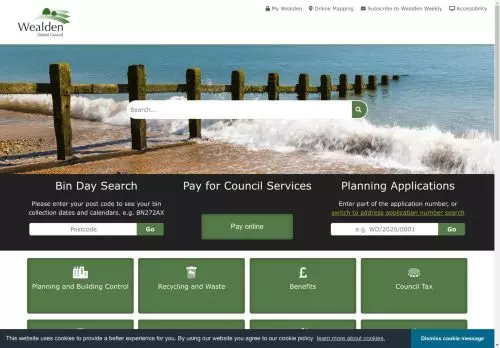 My Wealden Online Mapping Subscribe to Wealden Weekly Accessibility
Wealden
District Council
Search...
Bin Day Search
Please enter your post code to see your bin
collection dates and calendars. e.g. BN272AX
Postcode Go
Pay for Council Services
Pay online
Planning Applications
Enter part of the application number, or
switch to address application number search
e.g. WD/2020/0001 Go
Planning and Building Control
Recycling and Waste
Benefits
Council Tax
This website uses cookies to provide a better experience for you. By using our website you agree to our cookie policy. learn more about cookies.
Dismiss cookie message